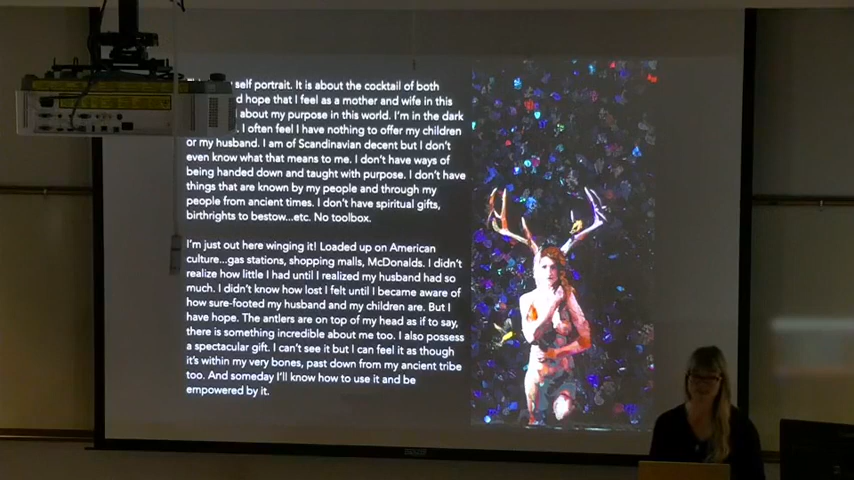 self portrait. It is about the cocktail of both
hope that I feel as a mother and wife in this
about my purpose in this world. I'm in the dark
I often feel I have nothing to offer my children
or my husband. I am of Scandinavian decent but I don't
even know what that means to me. I don't have ways of
being handed down and taught with purpose. I don't have
things that are known by my people and through my
people from ancient times. I don't have spiritual gifts,
birthrights to bestow...etc. No toolbox.
I'm just out here winging it! Loaded up on American
culture...gas stations, shopping malls, McDonalds. I didn't
realize how little I had until I realized my husband had so
much. I didn't know how lost I felt until I became aware of
how sure-footed my husband and my children are. But I
have hope. The antlers are on top of my head as if to say,
there is something incredible about me too. I also possess
a spectacular gift. I can't see it but I can feel it as though
it's within my very bones, past down from my ancient tribe
too. And someday I'll know how to use it and be
empowered by it.